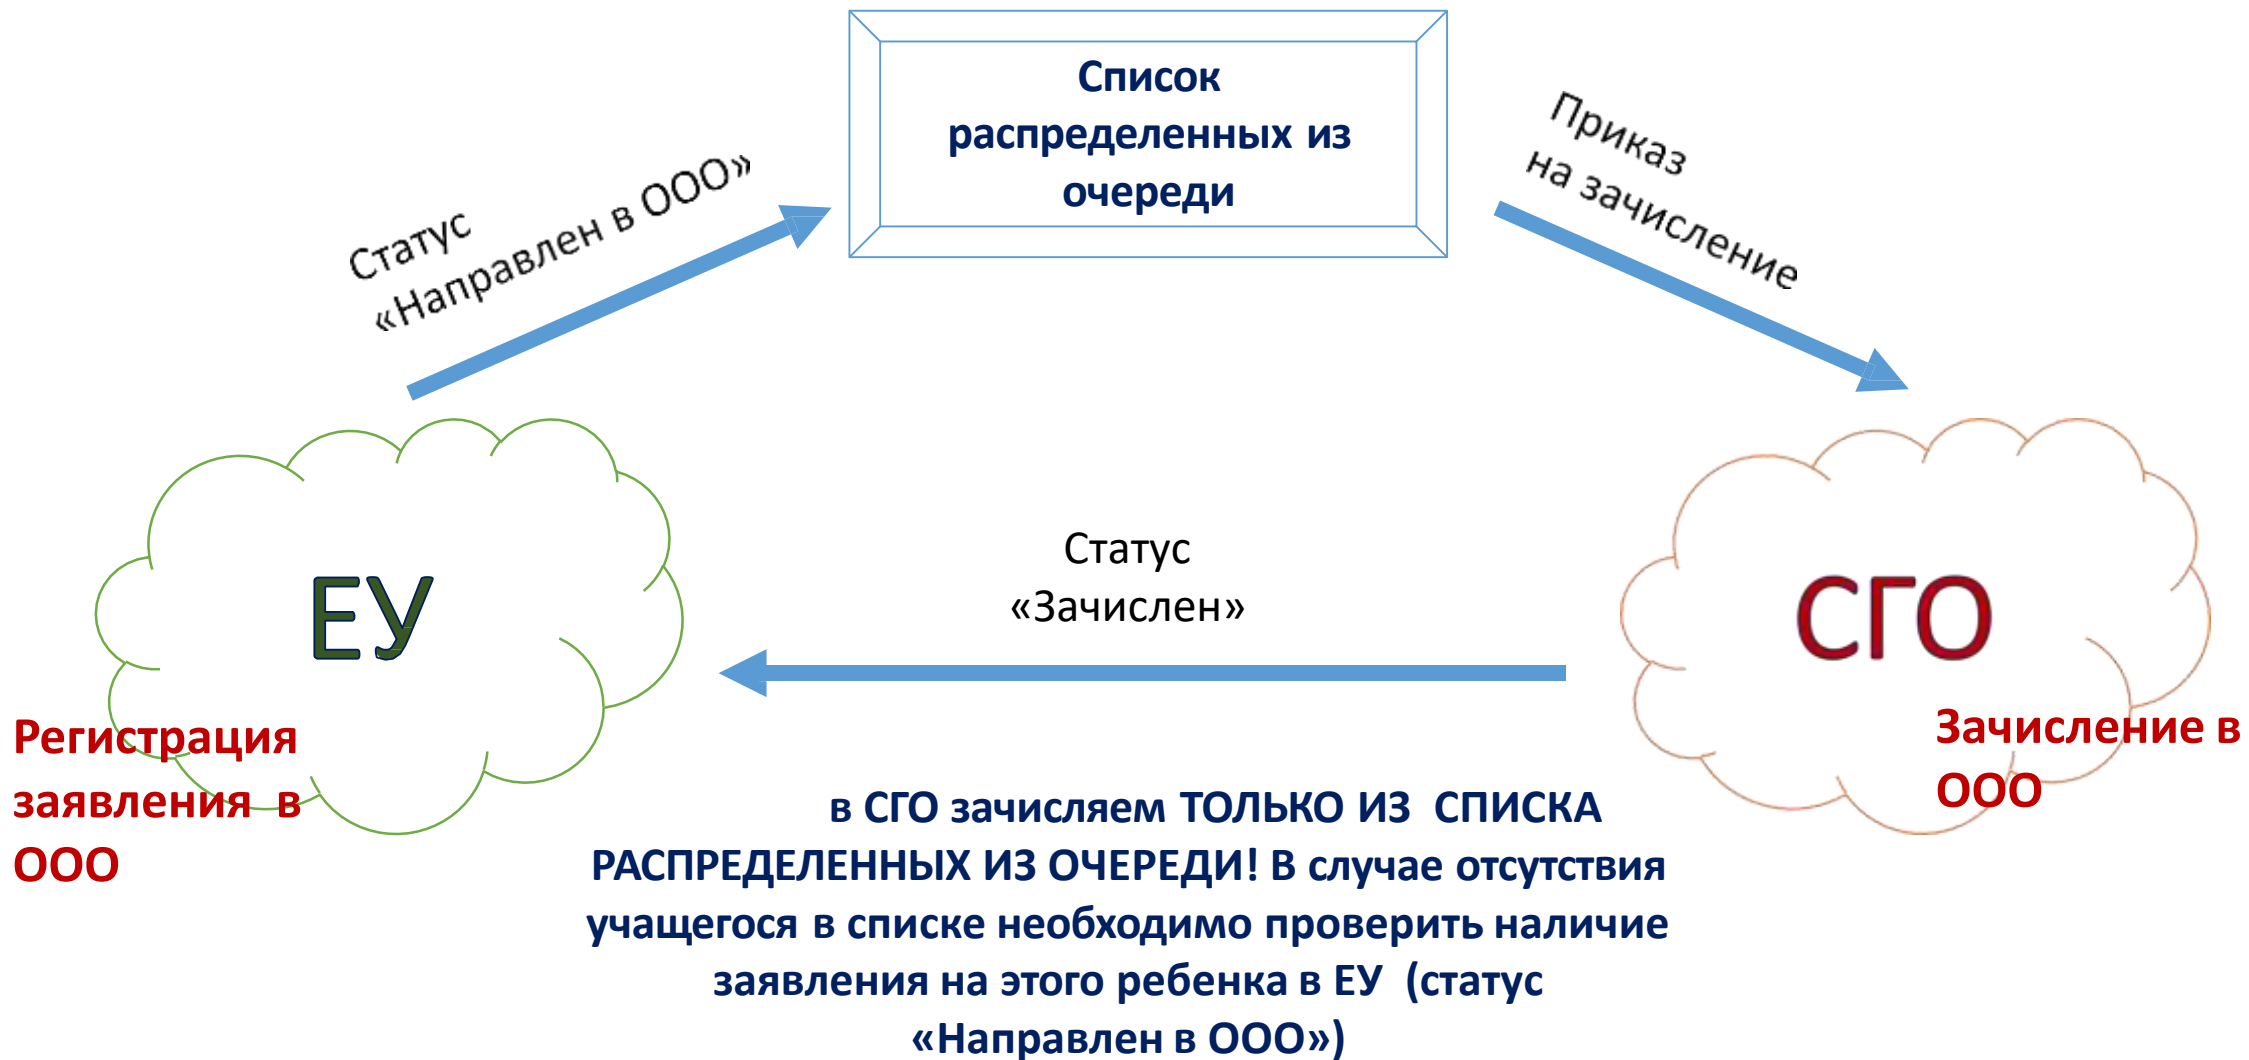 Список
распределенных из
очереди
Статус
«Направлен в ООО»
Приказ
на зачисление
ЕУ
Статус
«Зачислен»
СГО
Регистрация
заявления в
ООО
Зачисление в
ООО
в СГО зачисляем ТОЛЬКО ИЗ СПИСКА
РАСПРЕДЕЛЕННЫХ ИЗ ОЧЕРЕДИ! В случае отсутствия
учащегося в списке необходимо проверить наличие
заявления на этого ребенка в ЕУ (статус
«Направлен в ООО»)